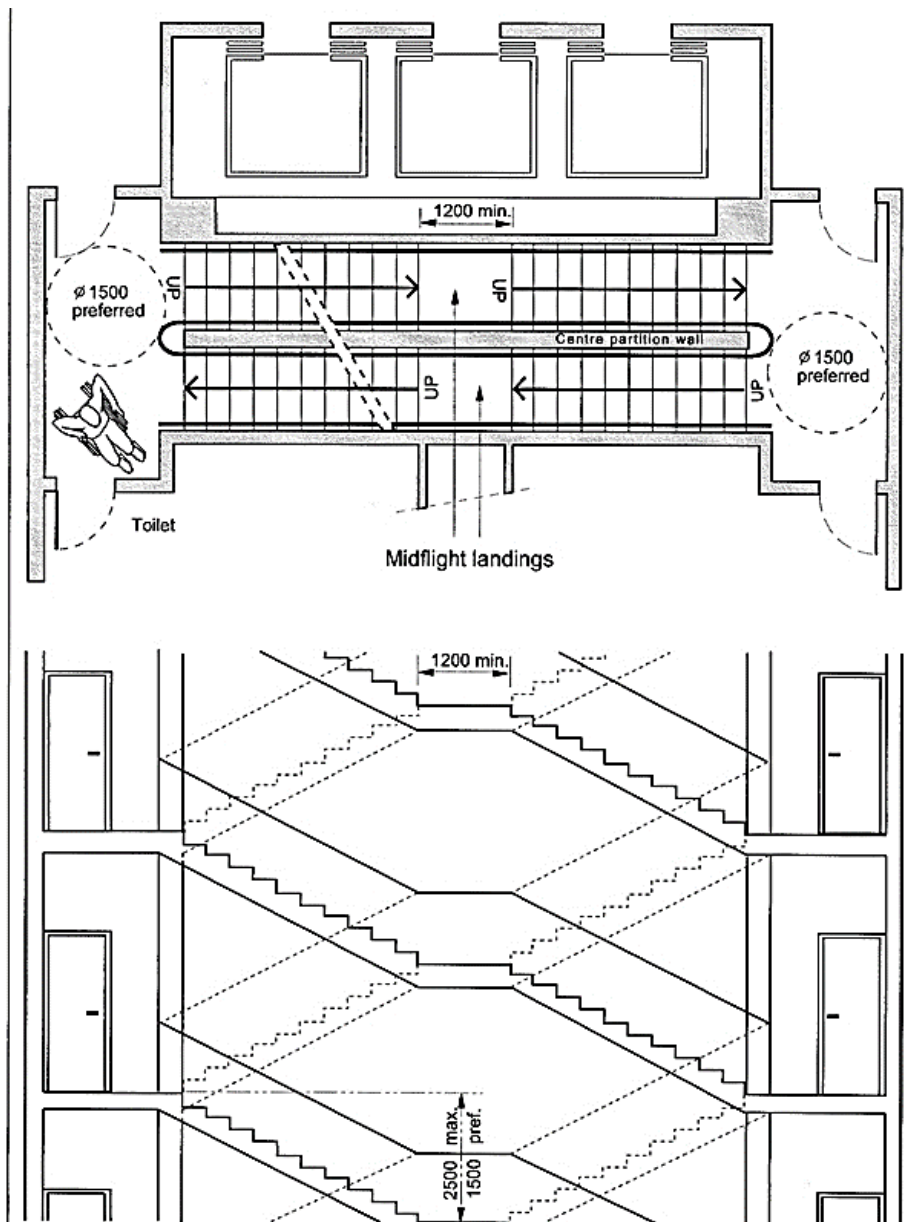 1200 min.
UP
UP
Ø 1500
preferred
Centre partition wall
Ø 1500
preferred
UP
UP
Toilet
Midflight landings
1200 min.
2500 max.
1500 pref.